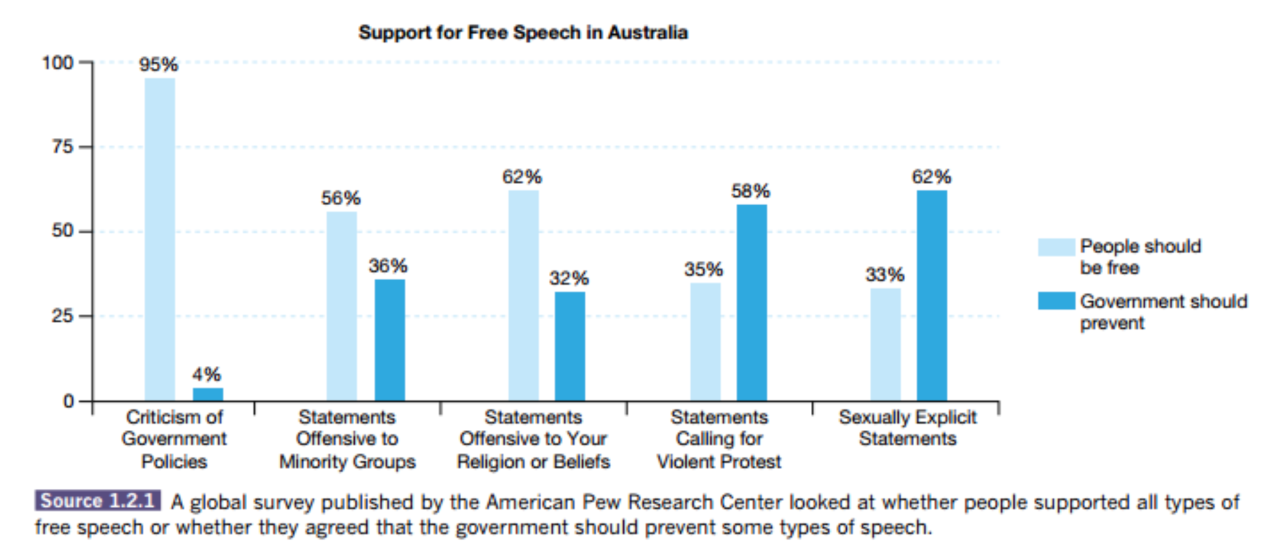 Support for Free Speech in Australia
100
75
50
25
0
95%
4%
56%
36%
62%
32%
35%
58%
33%
62%
Criticism of
Government
Policies
Statements
Offensive to
Minority Groups
Statements
Offensive to Your
Religion or Beliefs
Statements
Calling for
Violent Protest
Sexually Explicit
Statements
People should
be free
Government should
prevent
Source 1.2.1 A global survey published by the American Pew Research Center looked at whether people supported all types of
free speech or whether they agreed that the government should prevent some types of speech.